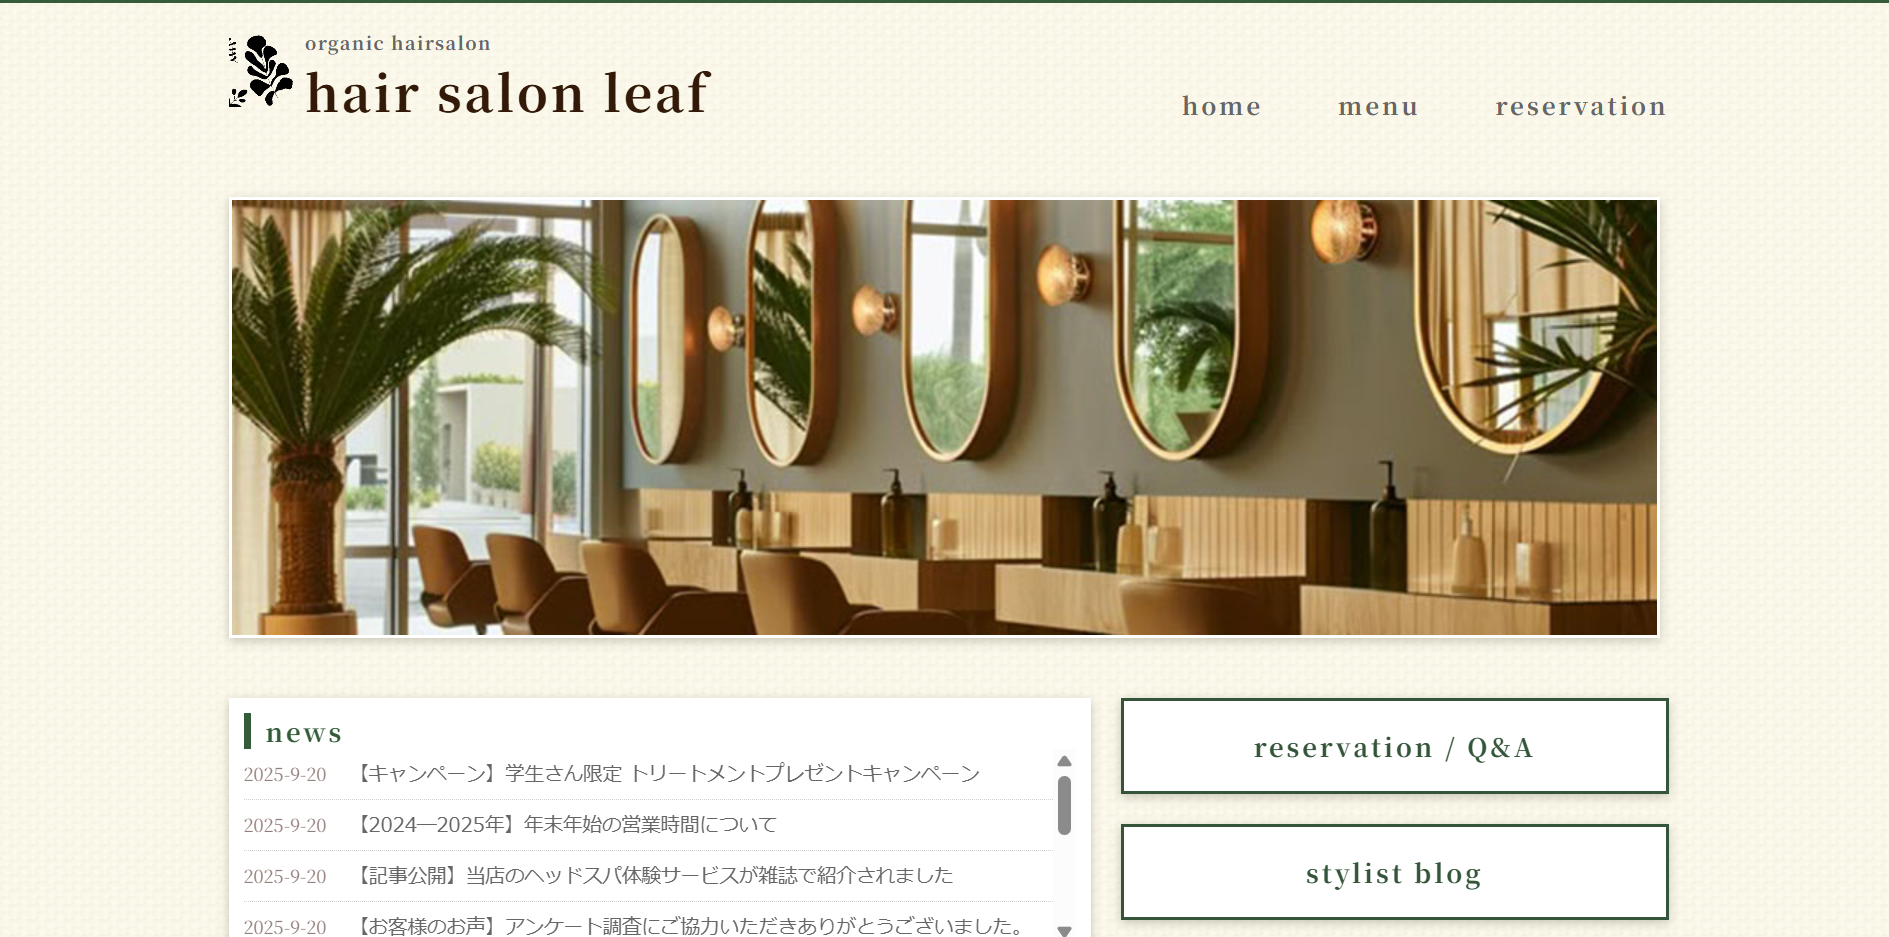 organic hairsalon
hair salon leaf
home
menu
reservation
news
2025-9-20 【キャンペーン】学生さん限定 トリートメントプレゼントキャンペーン
2025-9-20 【2024―2025年】年末年始の営業時間について
2025-9-20 【記事公開】当店のヘッドスパ体験サービスが雑誌で紹介されました
2025-9-20 【お客様のお声】アンケート調査にご協力いただきありがとうございました。
reservation / Q&A
stylist blog